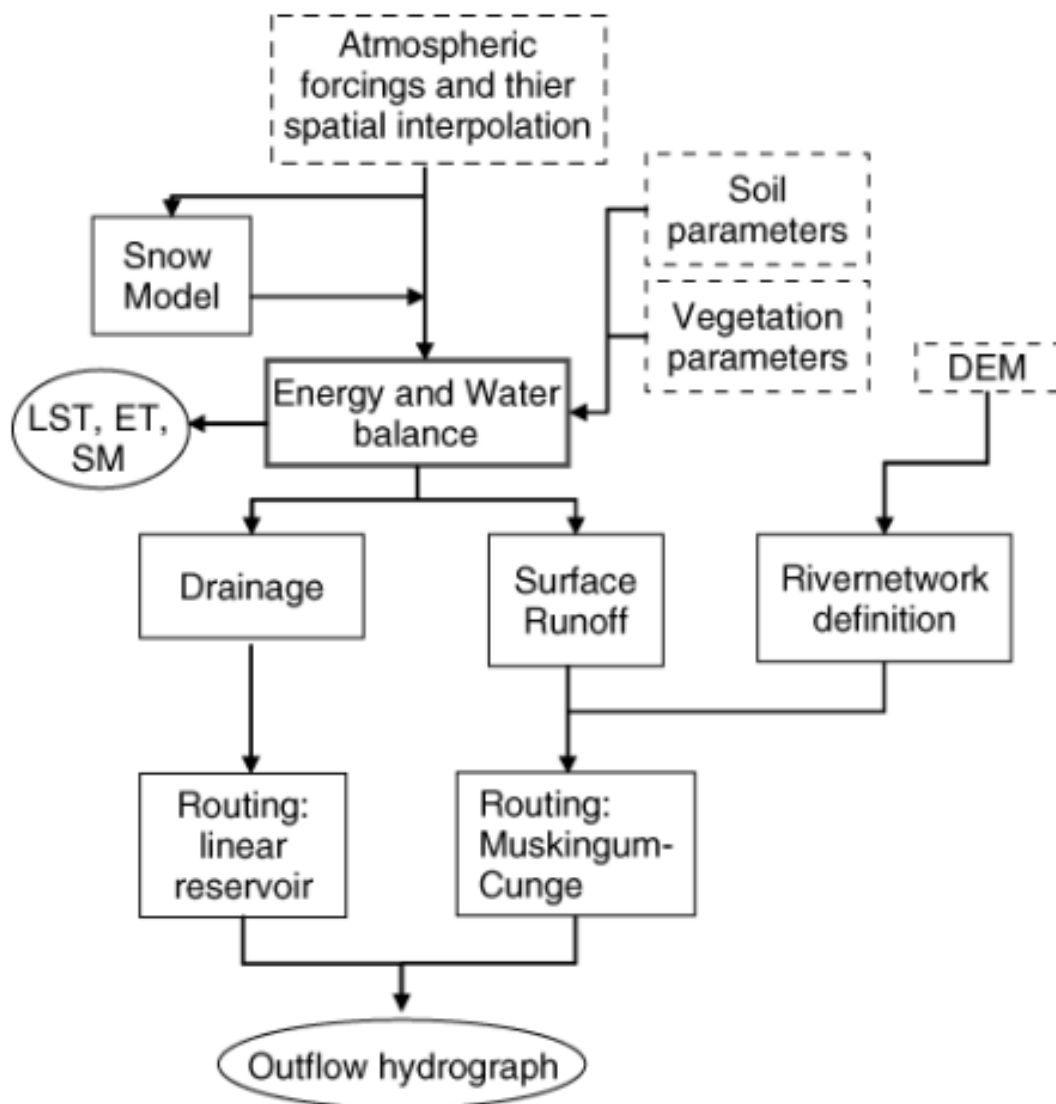 Atmospheric
forcings and thier
spatial interpolation
Soil
parameters
Snow
Model
Vegetation
parameters
DEM
Energy and Water
balance
LST, ET,
SM
Drainage
Surface
Runoff
Rivernetwork
definition
Routing:
linear
reservoir
Routing:
Muskingum-
Cunge
Outflow hydrograph